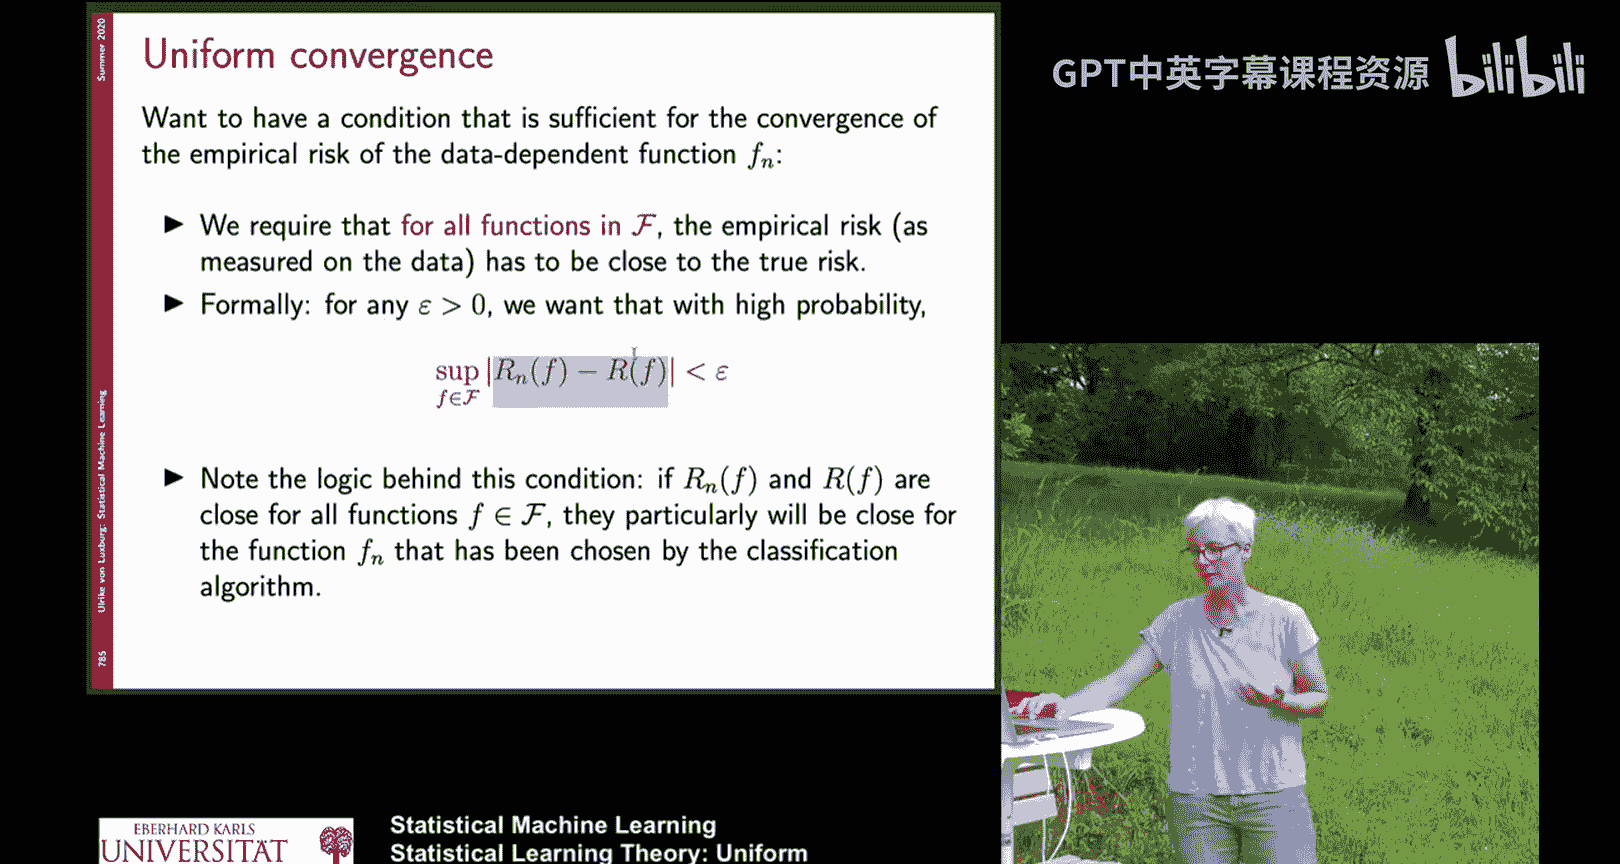 Summer 2020
Uniform convergence
Want to have a condition that is sufficient for the convergence of
the empirical risk of the data-dependent function fₙ:
▶ We require that for all functions in ℱ, the empirical risk (as
measured on the data) has to be close to the true risk.
▶ Formally: for any ε > 0, we want that with high probability,
sup |Rₙ(f) − R(f)| < ε
f∈ℱ
▶ Note the logic behind this condition: if Rₙ(f) and R(f) are
close for all functions f ∈ ℱ, they particularly will be close for
the function fₙ that has been chosen by the classification
algorithm.
Ulrike von Luxburg: Statistical Machine Learning
785
GPT中英字幕课程资源 bilibili
EBERHARD KARLS
UNIVERSITÄT
Statistical Machine Learning
Statistical Learning Theory: Uniform